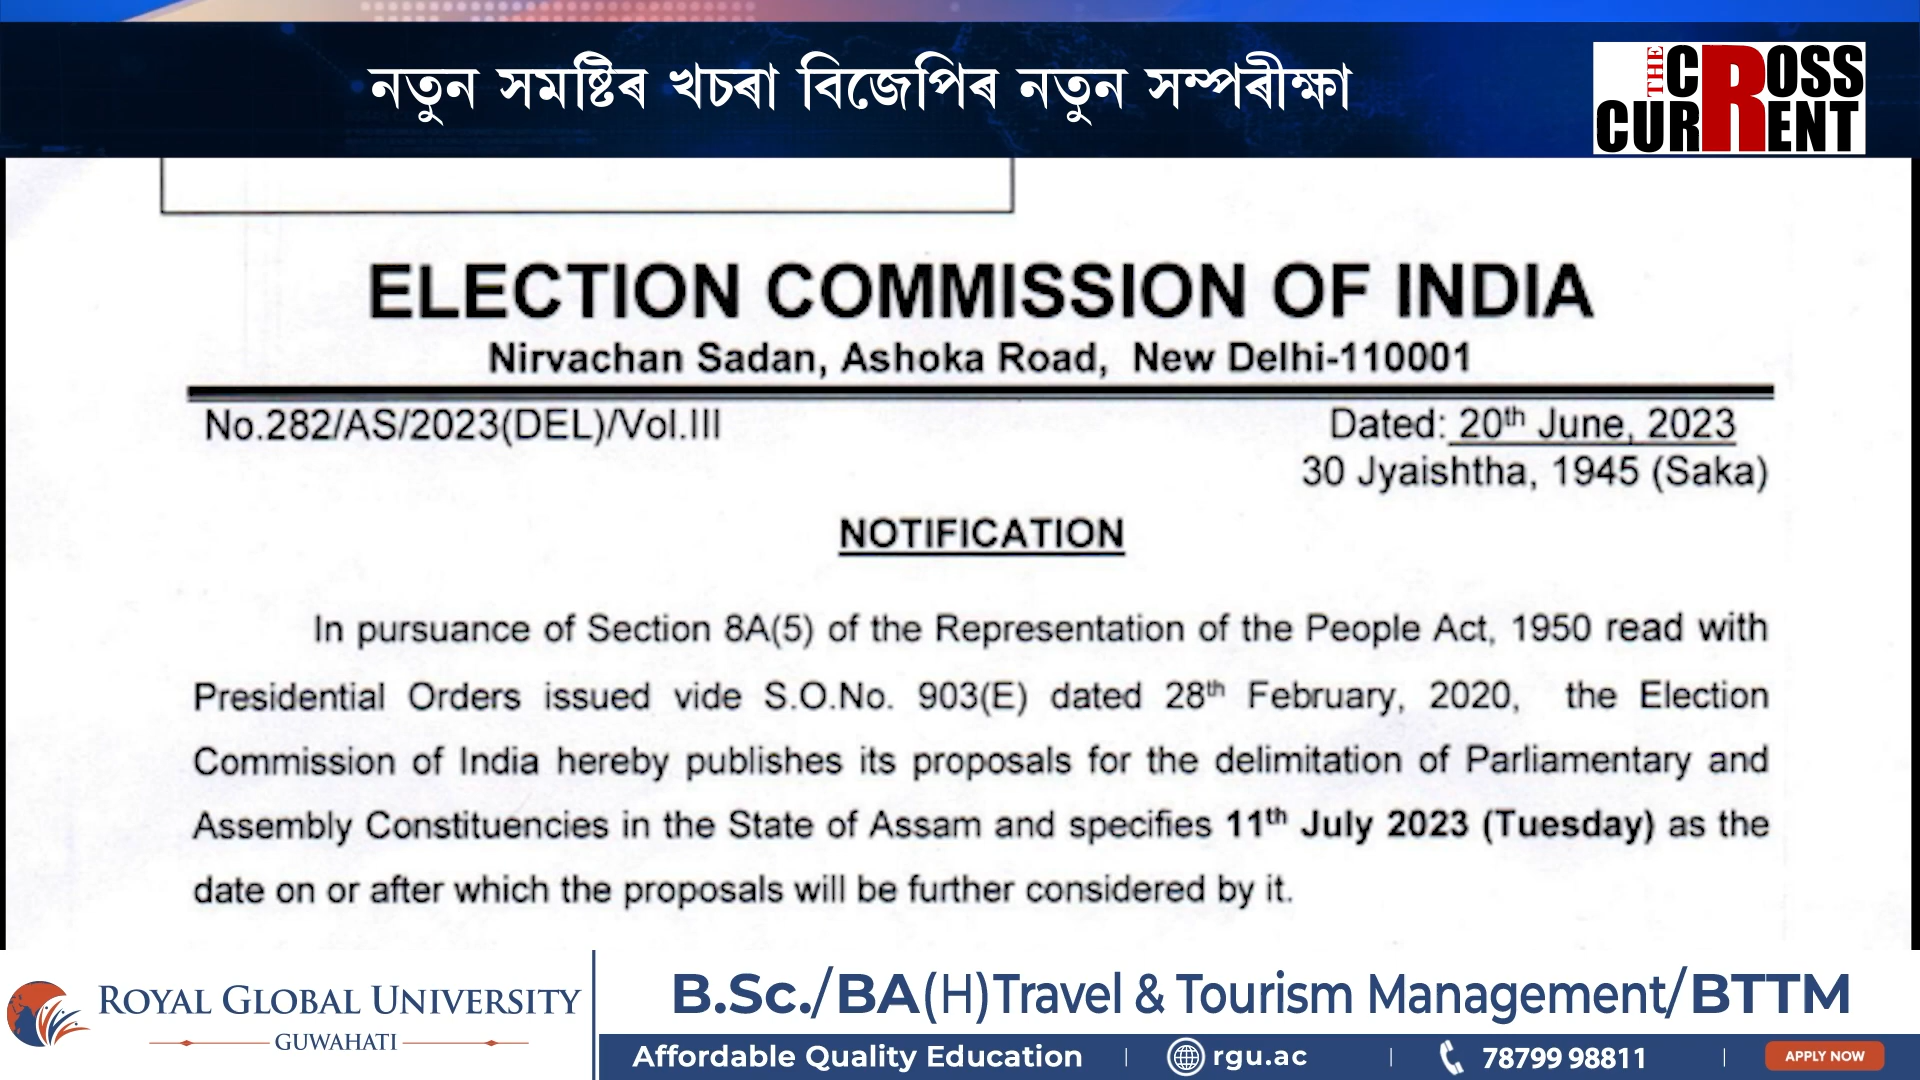 নতুন সমষ্টিৰ খচৰা বিজেপিৰ নতুন সম্পৰীক্ষা
THE CROSS CURRENT
ELECTION COMMISSION OF INDIA
Nirvachan Sadan, Ashoka Road, New Delhi-110001
No.282/AS/2023(DEL)/Vol.III
Dated: 20th June, 2023
30 Jyaishtha, 1945 (Saka)
NOTIFICATION
In pursuance of Section 8A(5) of the Representation of the People Act, 1950 read with
Presidential Orders issued vide S.O.No. 903(E) dated 28th February, 2020, the Election
Commission of India hereby publishes its proposals for the delimitation of Parliamentary and
Assembly Constituencies in the State of Assam and specifies 11th July 2023 (Tuesday) as the
date on or after which the proposals will be further considered by it.
ROYAL GLOBAL UNIVERSITY
GUWAHATI
B.Sc./BA(H)Travel & Tourism Management/BTTM
Affordable Quality Education | rgu.ac | 78799 98811 | APPLY NOW